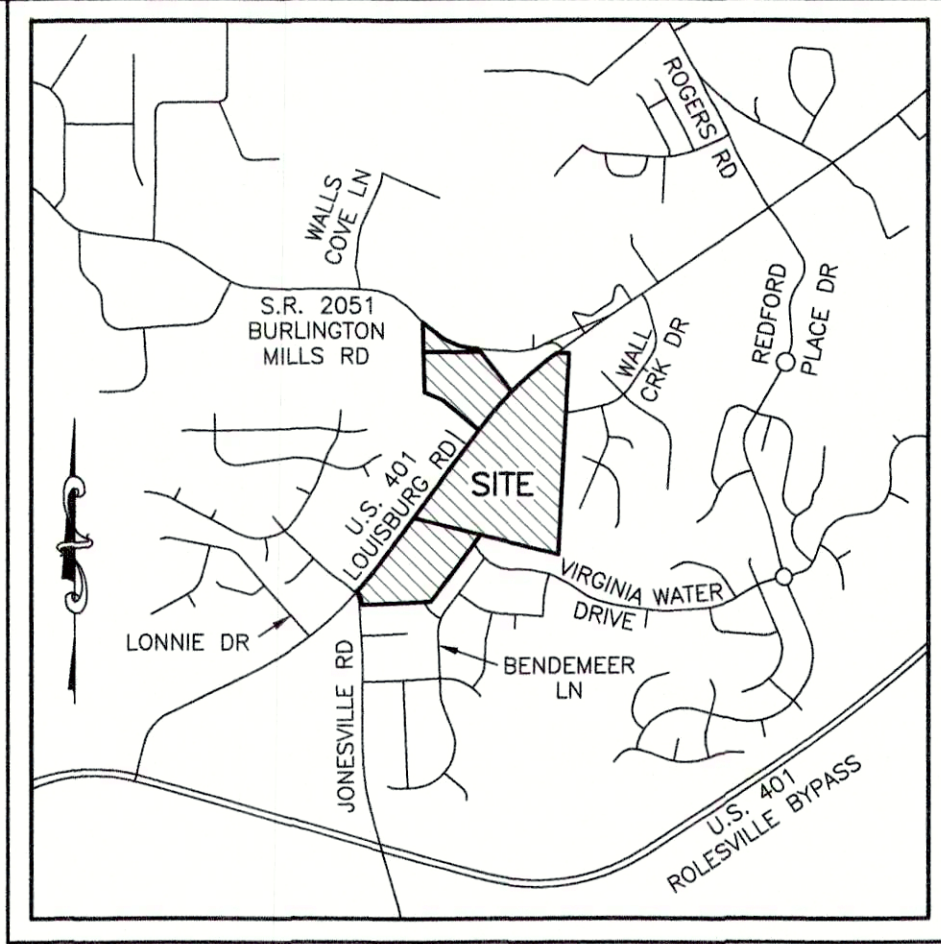 ROGERS RD
WALLS
COVE LN
S.R. 2051
BURLINGTON
MILLS RD
REDFORD
PLACE DR
WALL
CRK DR
U.S. 401
LOUISBURG RD
SITE
VIRGINIA WATER
DRIVE
LONNIE DR
BENDEMEER
LN
JONESVILLE RD
U.S. 401
ROLESVILLE BYPASS